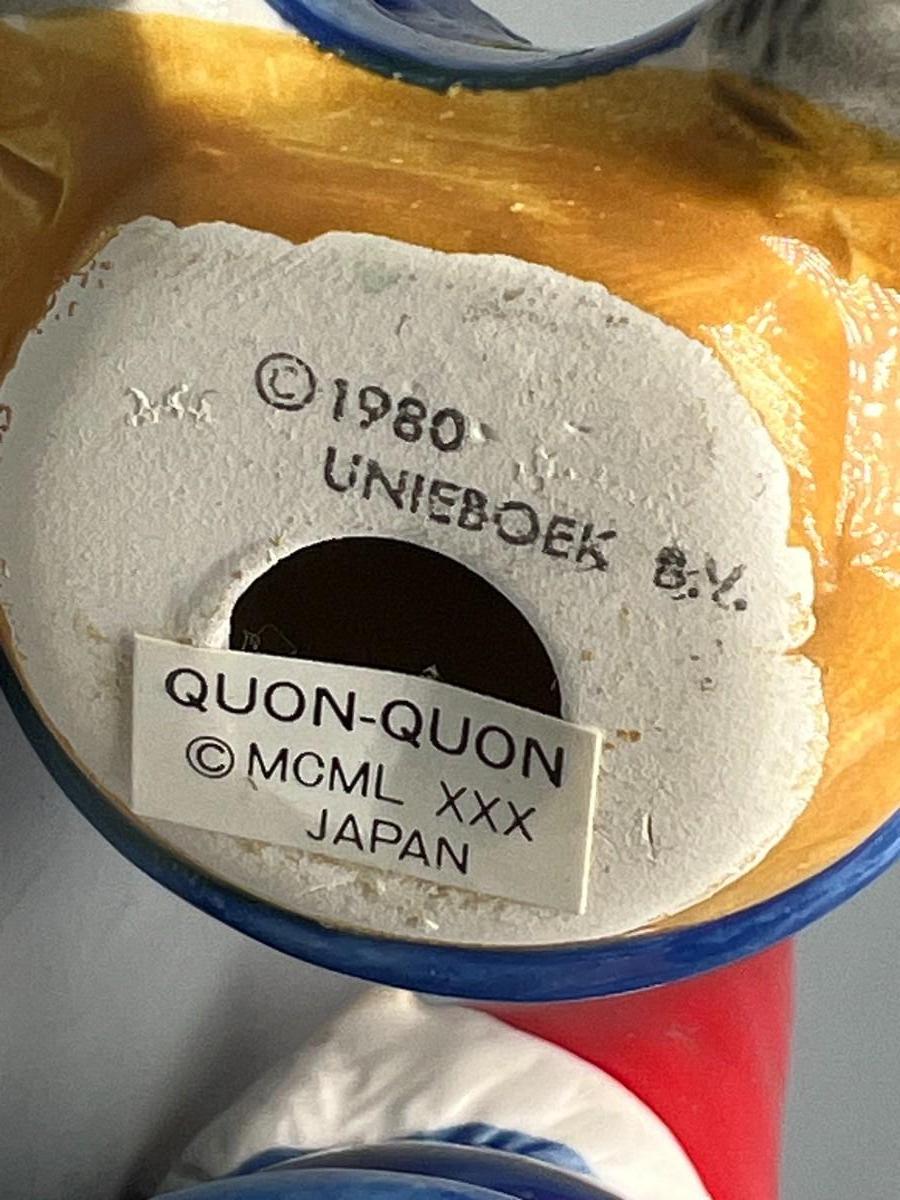 ©1980
UNIEBOEK B.V.
QUON-QUON
©MCML XXX
JAPAN